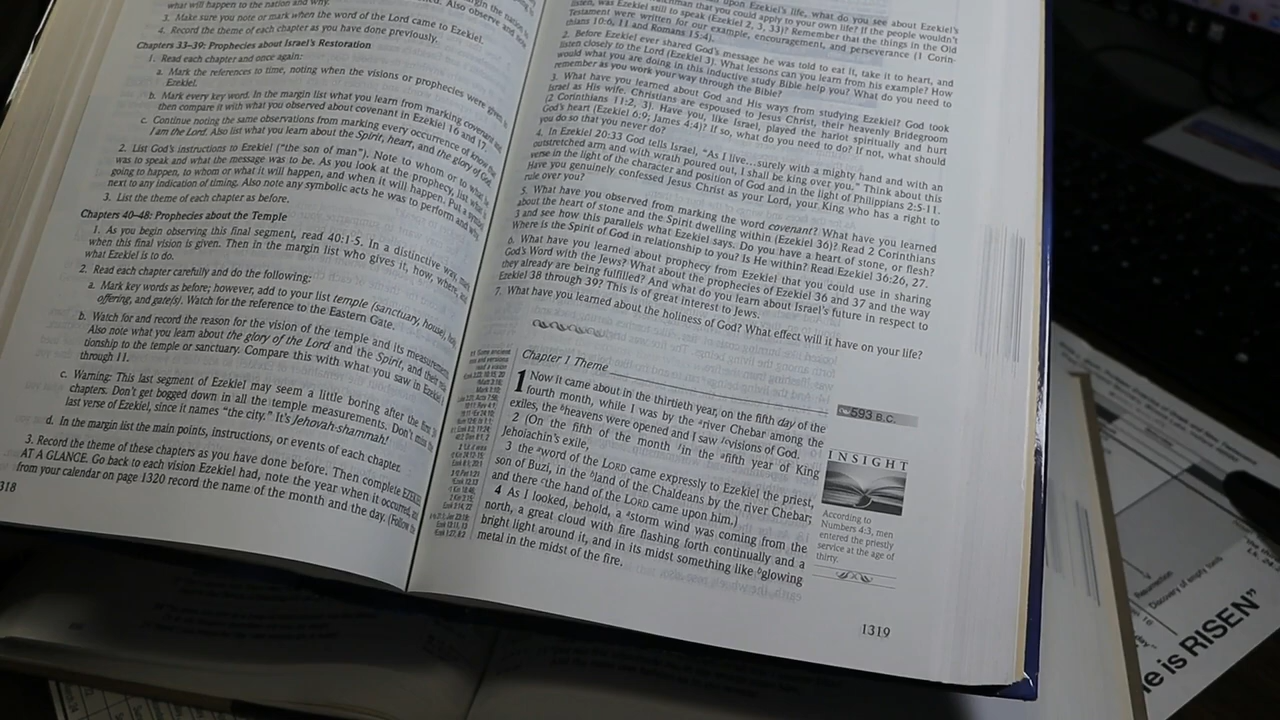 what will happen to the nation and why.
3. Make sure you note or mark when the word of the Lord came to Ezekiel.
4. Record the theme of each chapter as you have done previously.
Chapters 33–39: Prophecies about Israel's Restoration
1. Read each chapter and once again:
a. Mark the references to time, noting when the visions or prophecies were given
Ezekiel.
b. Mark every key word. In the margin list what you learn from marking covenant
then compare it with what you observed about covenant in Ezekiel 16 and 17.
c. Continue noting the same observations from marking every occurrence of know
I am the Lord. Also list what you learn about the Spirit, heart, and the glory of God.
2. List God's instructions to Ezekiel ("the son of man"). Note to whom or to what
was to speak and what the message was to be. As you look at the prophecy, list what is
going to happen, to whom or what it will happen, and when it will happen. Put a symbol
next to any indication of timing. Also note any symbolic acts he was to perform and why.
3. List the theme of each chapter as before.
Chapters 40–48: Prophecies about the Temple
1. As you begin observing this final segment, read 40:1-5. In a distinctive way,
when this final vision is given. Then in the margin list who gives it, how, where, and
what Ezekiel is to do.
2. Read each chapter carefully and do the following:
a. Mark key words as before; however, add to your list temple (sanctuary, house),
offering, and gate(s). Watch for the reference to the Eastern Gate.
b. Watch for and record the reason for the vision of the temple and its measurements.
Also note what you learn about the glory of the Lord and the Spirit, and their
tionship to the temple or sanctuary. Compare this with what you saw in Ezekiel
through 11.
c. Warning: This last segment of Ezekiel may seem a little boring after the first
chapters. Don't get bogged down in all the temple measurements. Don't miss the
last verse of Ezekiel, since it names "the city." It's Jehovah-shammah!
d. In the margin list the main points, instructions, or events of each chapter.
3. Record the theme of these chapters as you have done before. Then complete
AT A GLANCE. Go back to each vision Ezekiel had, note the year when it occurred, and
from your calendar on page 1320 record the name of the month and the day. (Follow
318
upon Ezekiel's life, what do you see about Ezekiel's
that you could apply to your own life? If the people wouldn't
listen, was Ezekiel still to speak (Ezekiel 2, 3, 33)? Remember that the things in the Old
Testament were written for our example, encouragement, and perseverance (1 Corin-
thians 10:6, 11 and Romans 15:4).
2. Before Ezekiel ever shared God's message he was told to eat it, take it to heart, and
listen closely to the Lord (Ezekiel 3). What lessons can you learn from his example? How
would what you are doing in this inductive study Bible help you? What do you need to
remember as you work your way through the Bible?
3. What have you learned about God and His ways from studying Ezekiel? God took
Israel as His wife. Christians are espoused to Jesus Christ, their heavenly Bridegroom
(2 Corinthians 11:2, 3). Have you, like Israel, played the harlot spiritually and hurt
God's heart (Ezekiel 6:9; James 4:4)? If so, what do you need to do? If not, what should
you do so that you never do?
4. In Ezekiel 20:33 God tells Israel, "As I live...surely with a mighty hand and with an
outstretched arm and with wrath poured out, I shall be king over you." Think about this
verse in the light of the character and position of God and in the light of Philippians 2:5-11.
Have you genuinely confessed Jesus Christ as your Lord, your King who has a right to
rule over you?
5. What have you observed from marking the word covenant? What have you learned
about the heart of stone and the Spirit dwelling within (Ezekiel 36)? Read 2 Corinthians
3 and see how this parallels what Ezekiel says. Do you have a heart of stone, or flesh?
Where is the Spirit of God in relationship to you? Is He within? Read Ezekiel 36:26, 27.
6. What have you learned about prophecy from Ezekiel that you could use in sharing
God's Word with the Jews? What about the prophecies of Ezekiel 36 and 37 and the way
they already are being fulfilled? And what do you learn about Israel's future in respect to
Ezekiel 38 through 39? This is of great interest to Jews.
7. What have you learned about the holiness of God? What effect will it have on your life?
Chapter 1 Theme
593 B.C.
1 Now it came about in the thirtieth year, on the fifth day of the
fourth month, while I was by the river Chebar among the
exiles, the heavens were opened and I saw visions of God.
2 (On the fifth of the month in the fifth year of King
Jehoiachin's exile,
3 the word of the LORD came expressly to Ezekiel the priest,
son of Buzi, in the land of the Chaldeans by the river Chebar;
and there the hand of the LORD came upon him.)
4 As I looked, behold, a storm wind was coming from the
north, a great cloud with fire flashing forth continually and a
bright light around it, and in its midst something like glowing
metal in the midst of the fire.
INSIGHT
According to
Numbers 4:3, men
entered the priestly
service at the age of
thirty.
1319
Resurrection
Discovery of empty tomb
e is RISEN"